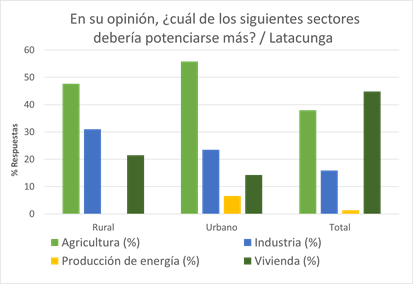 En su opinión, ¿cuál de los siguientes sectores
debería potenciarse más? / Latacunga
% Respuestas
60
50
40
30
20
10
0
Rural Urbano Total
Agricultura (%) Industria (%)
Producción de energía (%) Vivienda (%)